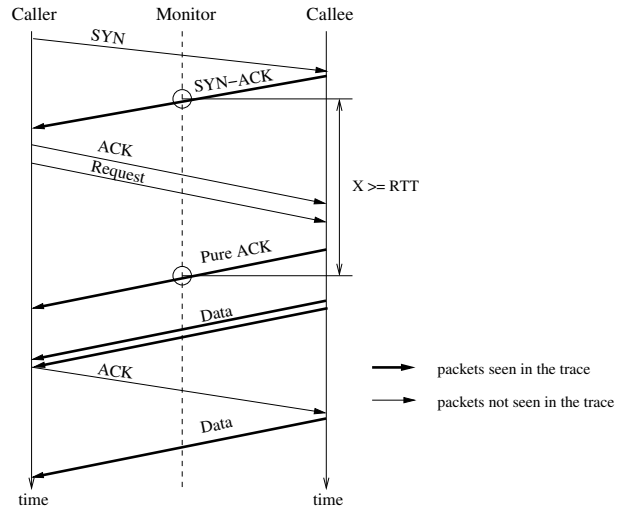 Caller Monitor Callee
SYN
SYN−ACK
ACK
Request
X >= RTT
Pure ACK
Data
packets seen in the trace
ACK
packets not seen in the trace
Data
time time